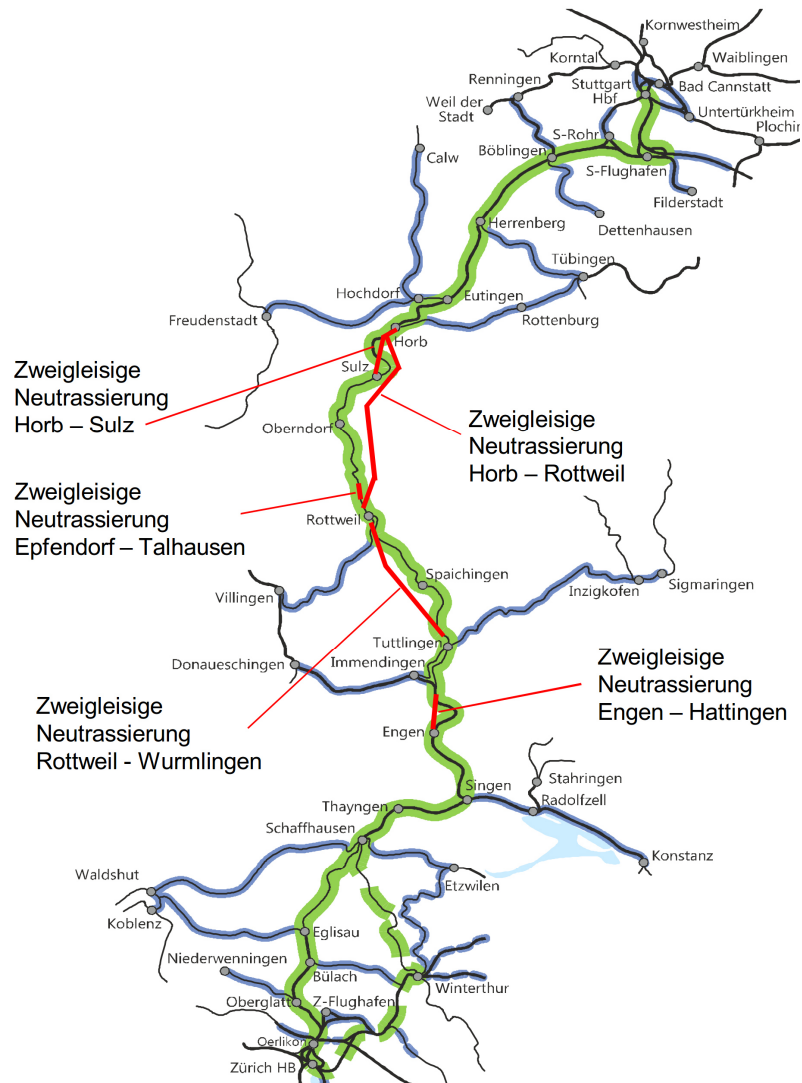 Kornwestheim
Korntal
Waiblingen
Renningen
Stuttgart
Hbf
Bad Cannstatt
Weil der
Stadt
Untertürkheim
Plochin
S-Rohr
Böblingen
S-Flughafen
Calw
Filderstadt
Dettenhausen
Herrenberg
Tübingen
Hochdorf
Eutingen
Freudenstadt
Rottenburg
Horb
Zweigleisige
Neutrassierung
Horb – Sulz
Sulz
Zweigleisige
Neutrassierung
Horb – Rottweil
Oberndorf
Zweigleisige
Neutrassierung
Epfendorf – Talhausen
Rottweil
Spaichingen
Villingen
Inzigkofen
Sigmaringen
Tuttlingen
Donaueschingen
Immendingen
Zweigleisige
Neutrassierung
Engen – Hattingen
Zweigleisige
Neutrassierung
Rottweil - Wurmlingen
Engen
Singen
Stahringen
Radolfzell
Thayngen
Schaffhausen
Konstanz
Waldshut
Etzwilen
Koblenz
Eglisau
Niederwenningen
Bülach
Winterthur
Oberglatt
Z-Flughafen
Oerlikon
Zürich HB